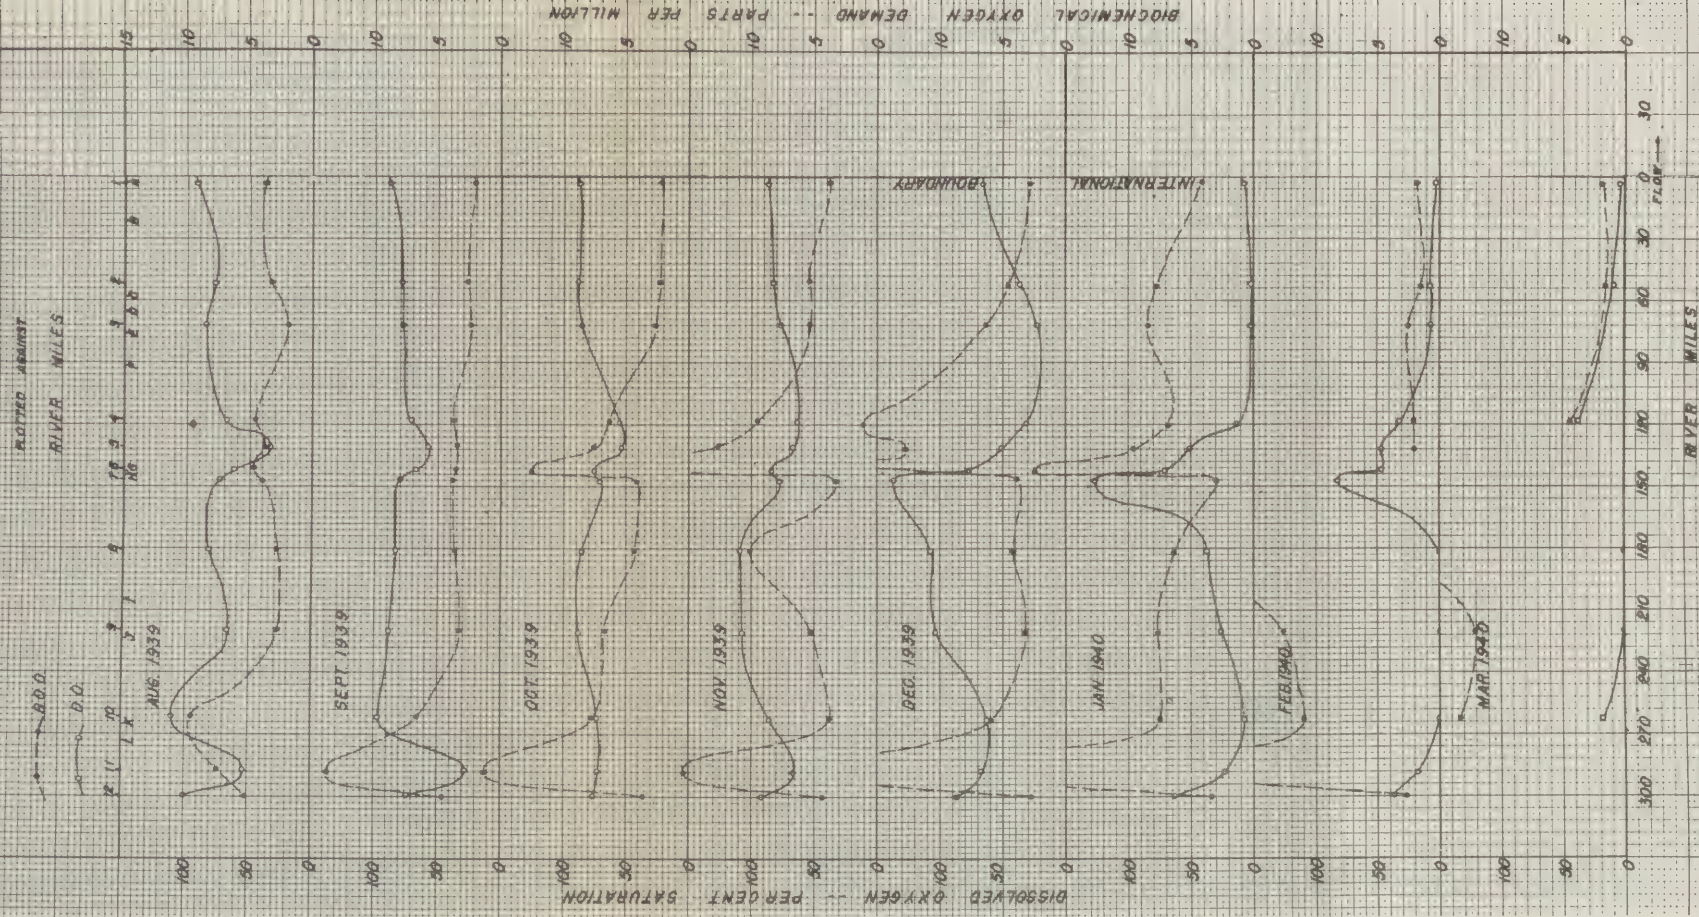 PLOTTED AGAINST
RIVER MILES
B.O.D.
D.O.
AUG. 1939
SEPT. 1939
OCT. 1939
NOV. 1939
DEC. 1939
JAN. 1940
FEB. 1940
MAR. 1940
BIOCHEMICAL OXYGEN DEMAND -- PARTS PER MILLION
15 10 5 0 10 5 0 10 5 0 10 5 0 10 5 0 10 5 0 10 5 0 10 5 0
DISSOLVED OXYGEN -- PER CENT SATURATION
100 50 0 100 50 0 100 50 0 100 50 0 100 50 0 100 50 0 100 50 0 100 50 0
INTERNATIONAL BOUNDARY
12 11 10 9 8
L K J I
300 270 240 210 180 150 120 90 60 30 0 30
FLOW
RIVER MILES